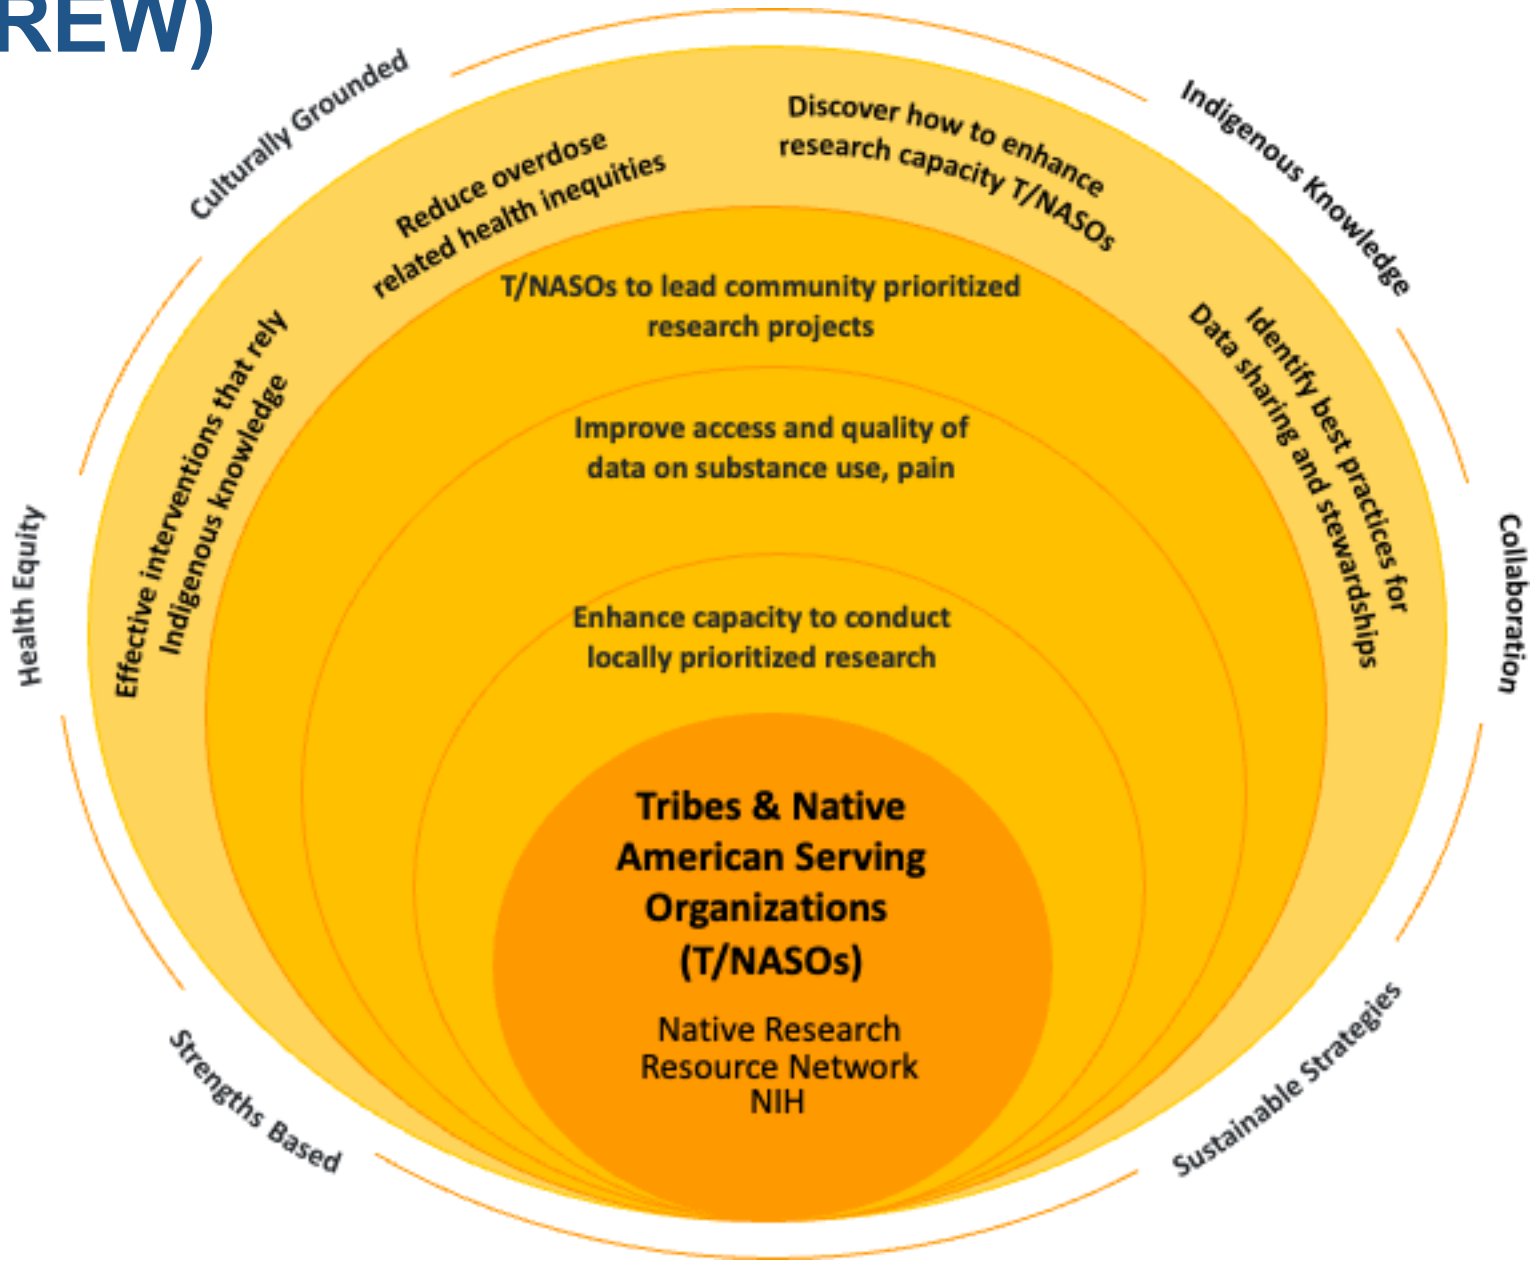 REW)
Culturally Grounded
Indigenous Knowledge
Discover how to enhance
research capacity T/NASOs
Reduce overdose
related health inequities
T/NASOs to lead community prioritized
research projects
Effective interventions that rely
Indigenous knowledge
Identify best practices for
Data sharing and stewardships
Improve access and quality of
data on substance use, pain
Health Equity
Collaboration
Enhance capacity to conduct
locally prioritized research
Tribes & Native
American Serving
Organizations
(T/NASOs)
Native Research
Resource Network
NIH
Strengths Based
Sustainable Strategies